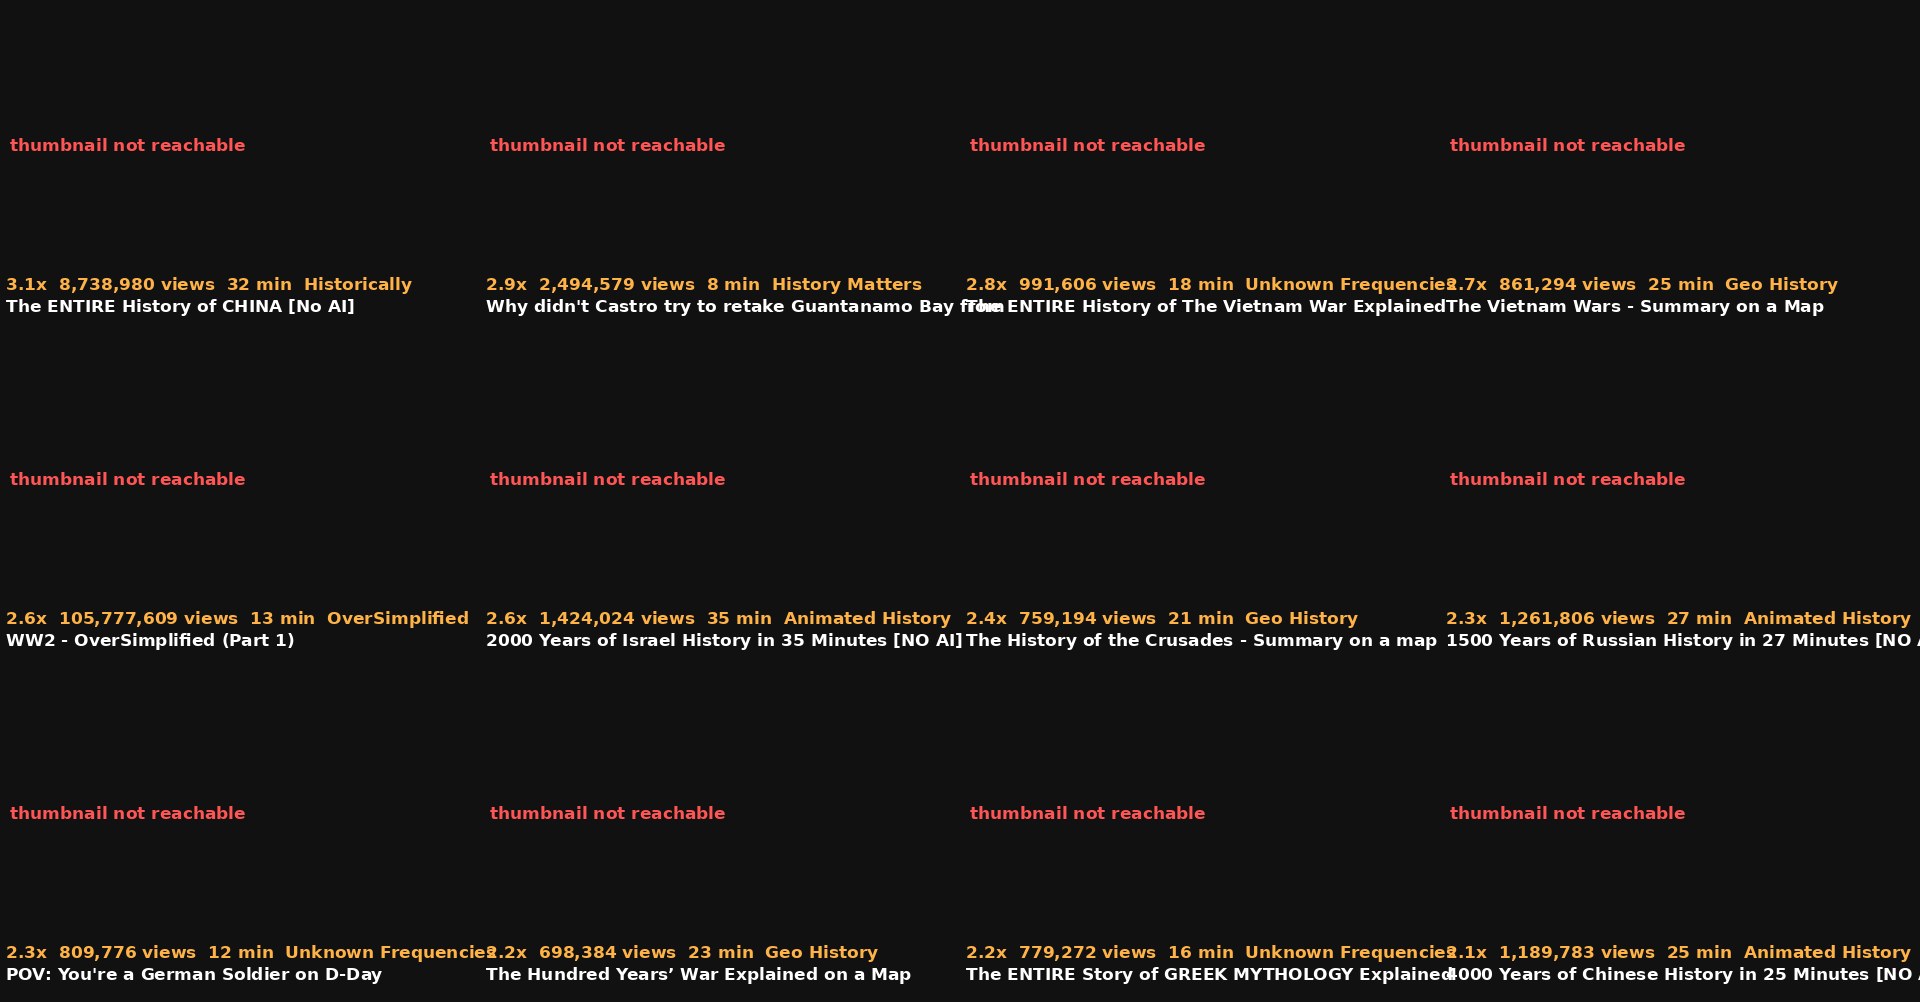 thumbnail not reachable
thumbnail not reachable
thumbnail not reachable
thumbnail not reachable
3.1x 8,738,980 views 32 min Historically
The ENTIRE History of CHINA [No AI]
2.9x 2,494,579 views 8 min History Matters
Why didn't Castro try to retake Guantanamo Bay from
2.8x 991,606 views 18 min Unknown Frequencies
The ENTIRE History of The Vietnam War Explained
2.7x 861,294 views 25 min Geo History
The Vietnam Wars - Summary on a Map
thumbnail not reachable
thumbnail not reachable
thumbnail not reachable
thumbnail not reachable
2.6x 105,777,609 views 13 min OverSimplified
WW2 - OverSimplified (Part 1)
2.6x 1,424,024 views 35 min Animated History
2000 Years of Israel History in 35 Minutes [NO AI]
2.4x 759,194 views 21 min Geo History
The History of the Crusades - Summary on a map
2.3x 1,261,806 views 27 min Animated History
1500 Years of Russian History in 27 Minutes [NO
thumbnail not reachable
thumbnail not reachable
thumbnail not reachable
thumbnail not reachable
2.3x 809,776 views 12 min Unknown Frequencies
POV: You're a German Soldier on D-Day
2.2x 698,384 views 23 min Geo History
The Hundred Years’ War Explained on a Map
2.2x 779,272 views 16 min Unknown Frequencies
The ENTIRE Story of GREEK MYTHOLOGY Explained
2.1x 1,189,783 views 25 min Animated History
4000 Years of Chinese History in 25 Minutes [NO